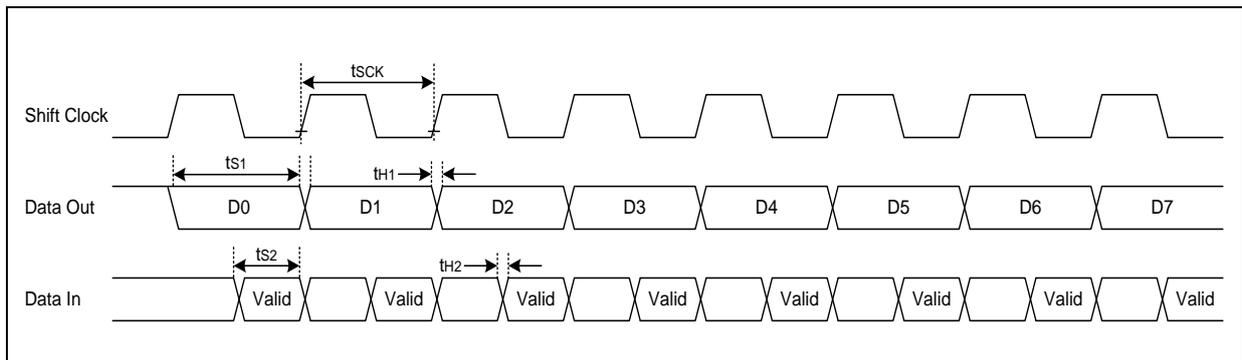 tSCK
Shift Clock
tS1
tH1
Data Out D0 D1 D2 D3 D4 D5 D6 D7
tS2
tH2
Data In Valid Valid Valid Valid Valid Valid Valid Valid